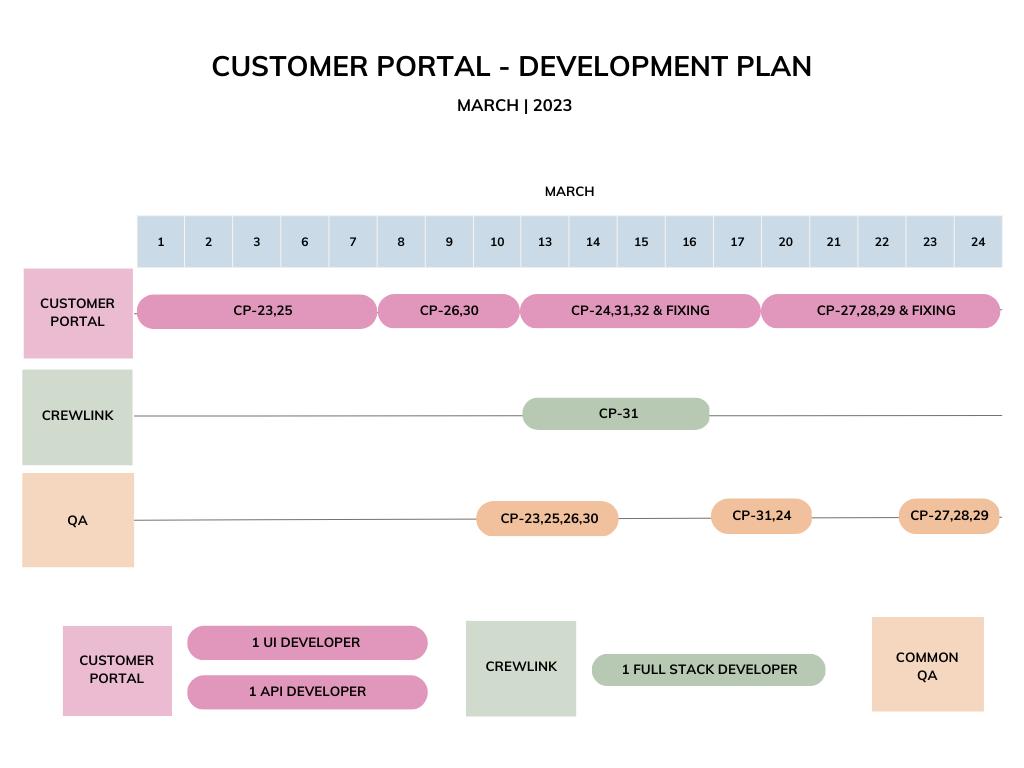 CUSTOMER PORTAL - DEVELOPMENT PLAN
MARCH | 2023
MARCH
1 2 3 6 7 8 9 10 13 14 15 16 17 20 21 22 23 24
CUSTOMER
PORTAL
CP-23,25 CP-26,30 CP-24,31,32 & FIXING CP-27,28,29 & FIXING
CREWLINK
CP-31
QA
CP-23,25,26,30 CP-31,24 CP-27,28,29
CUSTOMER
PORTAL
1 UI DEVELOPER
1 API DEVELOPER
CREWLINK
1 FULL STACK DEVELOPER
COMMON
QA